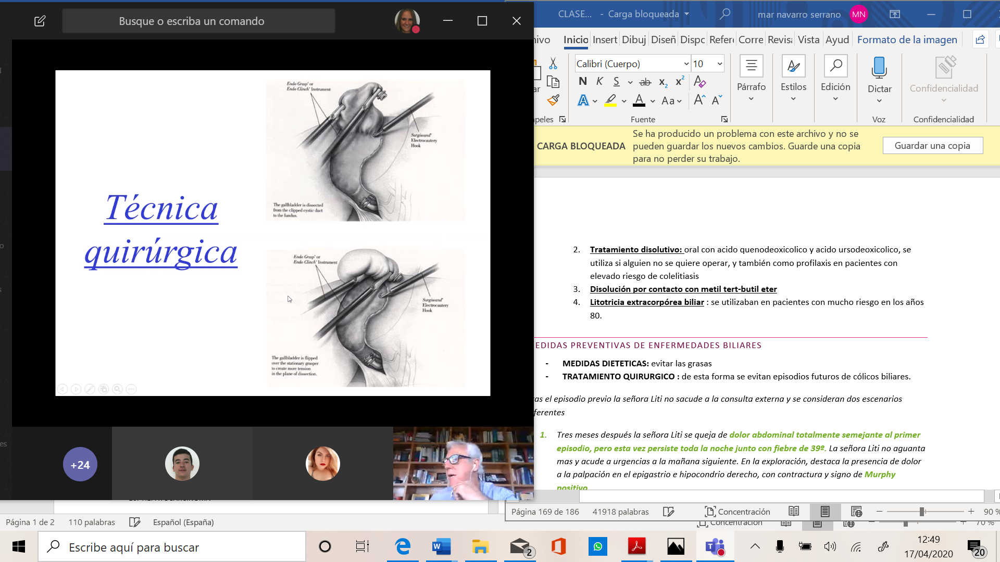 Busque o escriba un comando
Endo Grasp* or
Endo Clinch* Instrument
Surgiwand*
Electrocautery
Hook
The gallbladder is dissected
from the clipped cystic duct
to the fundus.
Técnica
quirúrgica
Endo Grasp* or
Endo Clinch* Instrument
Surgiwand*
Electrocautery
Hook
The gallbladder is flipped
over the stationary grasper
to create more tension
in the plane of dissection.
+24
Página 1 de 2 110 palabras Español (España)
CLASE... - Carga bloqueada mar navarro serrano MN
Inicio Insert Dibuj Diseñ Dispc Refer Corre Revis Vista Ayud Formato de la imagen
Calibri (Cuerpo) 10
N K S ab x2 x2 A
A A Aa A A
Párrafo Estilos Edición Dictar Confidencialidad
Fuente Voz Confidencialidad
CARGA BLOQUEADA
Se ha producido un problema con este archivo y no se
pueden guardar los nuevos cambios. Guarde una copia
para no perder su trabajo.
Guardar una copia
2. Tratamiento disolutivo: oral con acido quenodeoxicolico y acido ursodeoxicolico, se
utiliza si alguien no se quiere operar, y también como profilaxis en pacientes con
elevado riesgo de colelitiasis
3. Disolución por contacto con metil tert-butil eter
4. Litotricia extracorpórea biliar : se utilizaban en pacientes con mucho riesgo en los años
80.
EDIDAS PREVENTIVAS DE ENFERMEDADES BILIARES
- MEDIDAS DIETETICAS: evitar las grasas
- TRATAMIENTO QUIRURGICO : de esta forma se evitan episodios futuros de cólicos biliares.
ras el episodio previo la señora Liti no sacude a la consulta externa y se consideran dos escenarios
ferentes
1. Tres meses después la señora Liti se queja de dolor abdominal totalmente semejante al primer
episodio, pero esta vez persiste toda la noche junto con fiebre de 39º. La señora Liti no aguanta
mas y acude a urgencias a la mañana siguiente. En la exploración, destaca la presencia de dolor
a la palpación en el epigastrio e hipocondrio derecho, con contractura y signo de Murphy
positivo
Página 169 de 186 41918 palabras Concentración 90 %
Concentración 70 %
Escribe aquí para buscar
2
12:49
17/04/2020
20